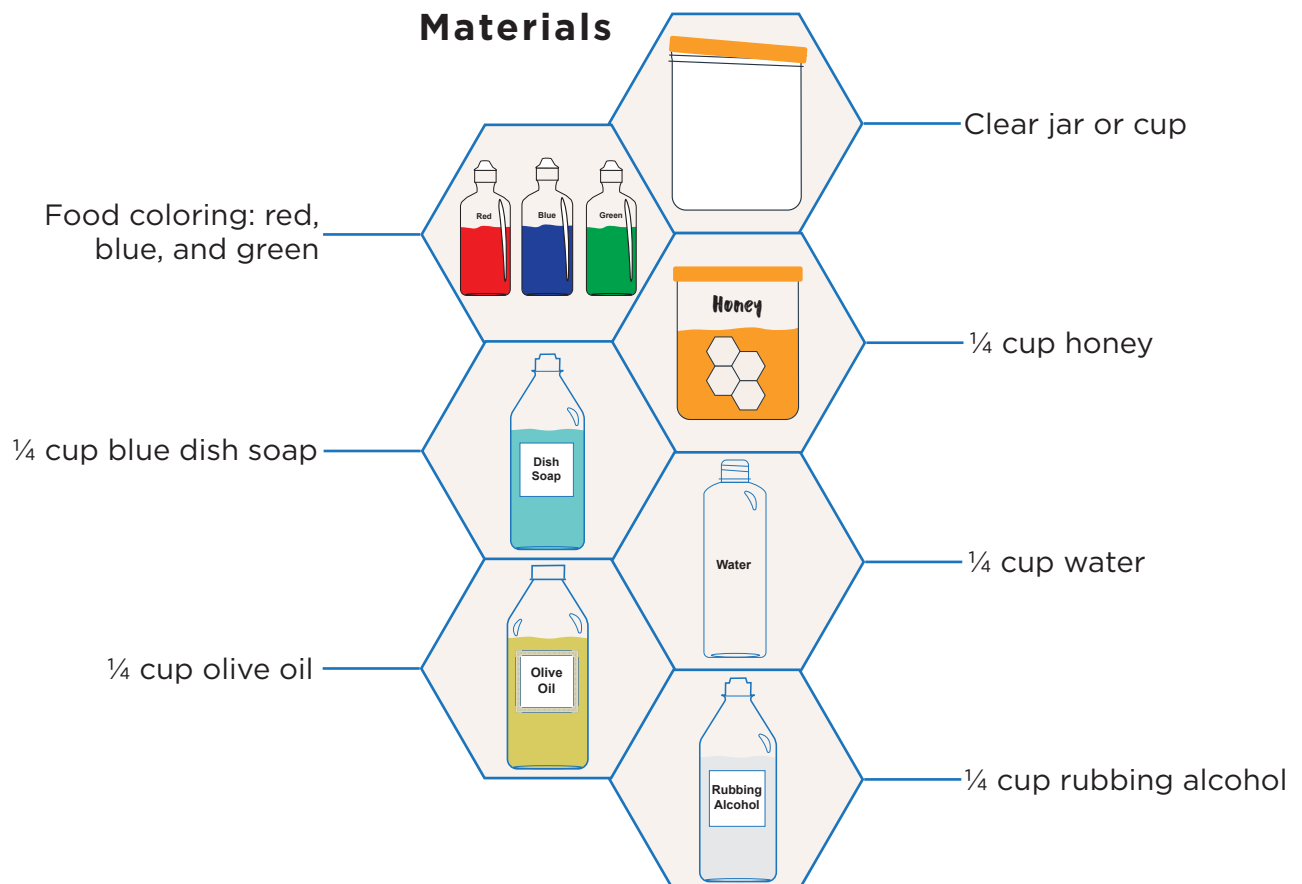 Materials
Clear jar or cup
Red
Blue
Green
Food coloring: red,
blue, and green
Honey
¼ cup honey
Dish
Soap
¼ cup blue dish soap
Water
¼ cup water
Olive
Oil
¼ cup olive oil
Rubbing
Alcohol
¼ cup rubbing alcohol